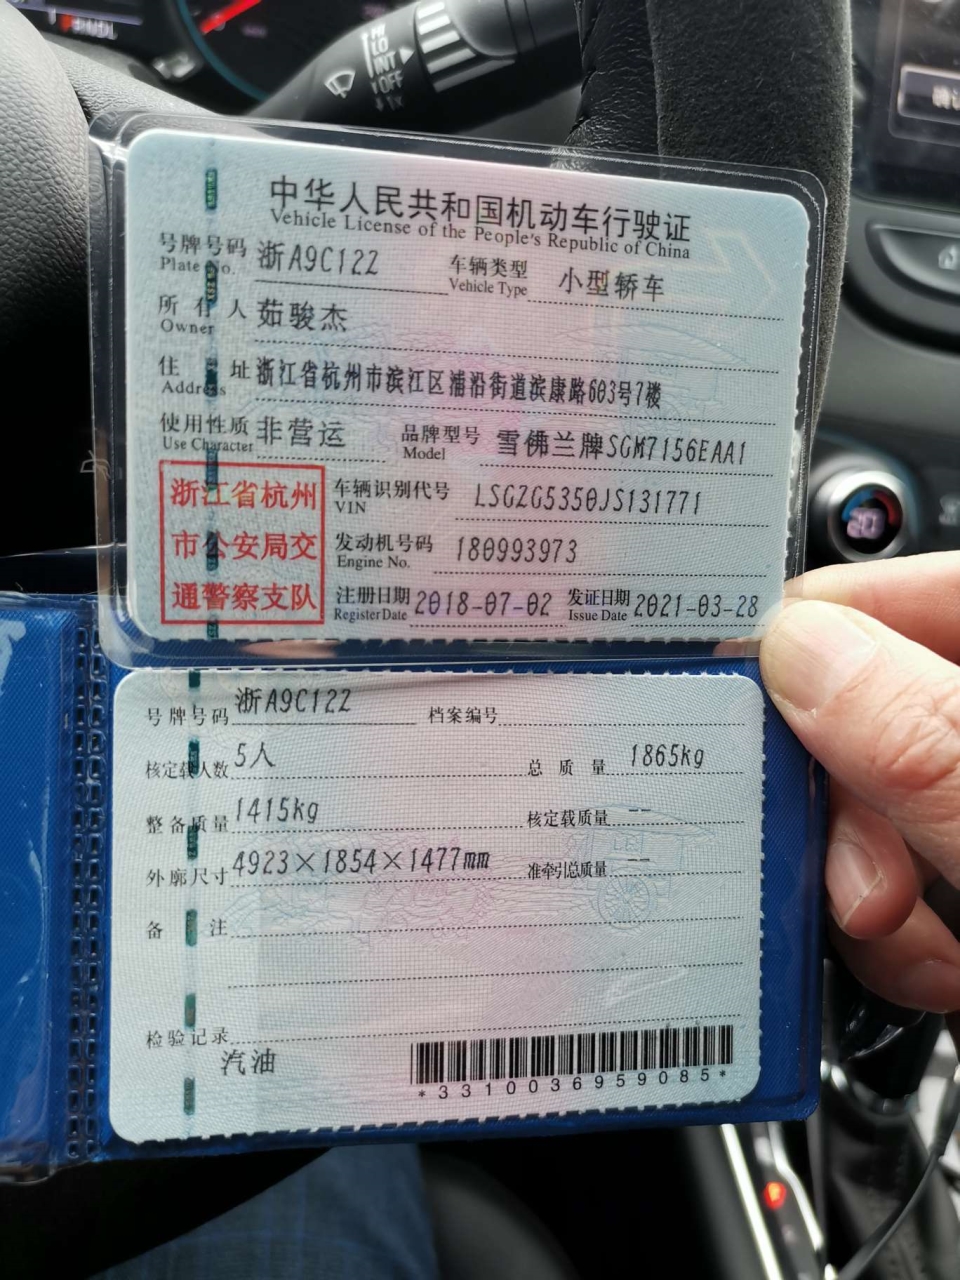 HI
LO
INT
OFF
1x
中华人民共和国机动车行驶证
Vehicle License of the People's Republic of China
号牌号码 浙A9C12Z 车辆类型 小型轿车
Plate No. Vehicle Type
所有人 茹骏杰
Owner
住址 浙江省杭州市滨江区浦沿街道滨康路603号7楼
Address
使用性质 非营运 品牌型号 雪佛兰牌SGM7156EAA1
Use Character Model
浙江省杭州
市公安局交
通警察支队
车辆识别代号 LSGZG5350JS131771
VIN
发动机号码 180993973
Engine No.
注册日期 2018-07-02 发证日期 2021-03-28
Register Date Issue Date
号牌号码 浙A9C12Z 档案编号
核定载人数 5人 总质量 1865kg
整备质量 1415kg 核定载质量 --
外廓尺寸 4923×1854×1477mm 准牵引总质量 --
备注
检验记录
汽油
*3310036959085*